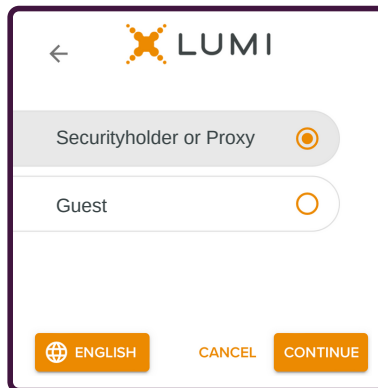 LUMI
Securityholder or Proxy
Guest
ENGLISH CANCEL CONTINUE